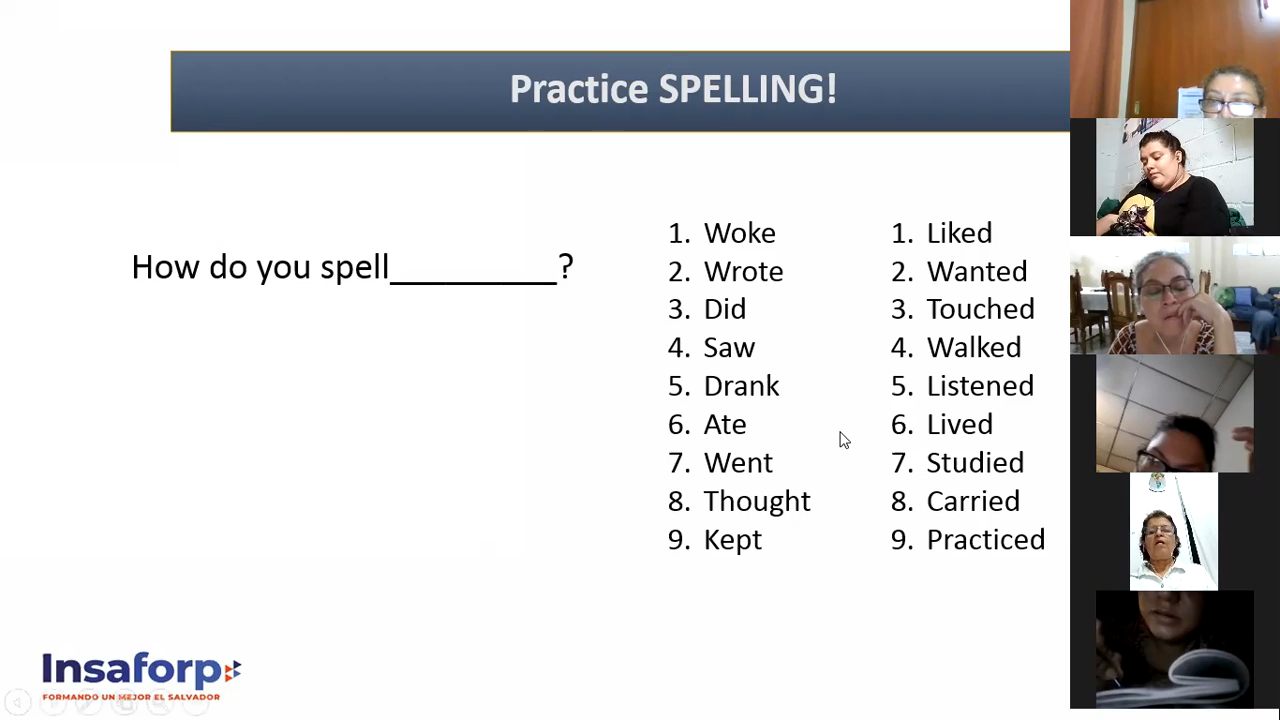 Practice SPELLING!
How do you spell_________?
1. Woke
2. Wrote
3. Did
4. Saw
5. Drank
6. Ate
7. Went
8. Thought
9. Kept
1. Liked
2. Wanted
3. Touched
4. Walked
5. Listened
6. Lived
7. Studied
8. Carried
9. Practiced
Insaforp
FORMANDO UN MEJOR EL SALVADOR